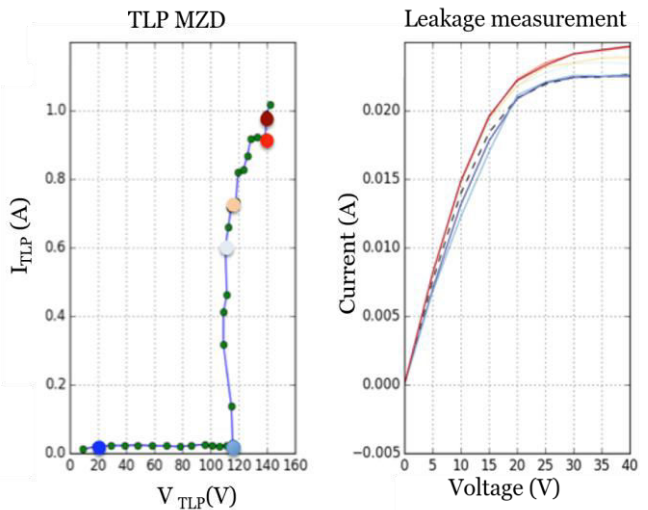 TLP MZD
Leakage measurement
I_TLP (A)
1.0
0.8
0.6
0.4
0.2
0.0
0 20 40 60 80 100 120 140 160
V_TLP(V)
Current (A)
0.020
0.015
0.010
0.005
0.000
−0.005
0 5 10 15 20 25 30 35 40
Voltage (V)